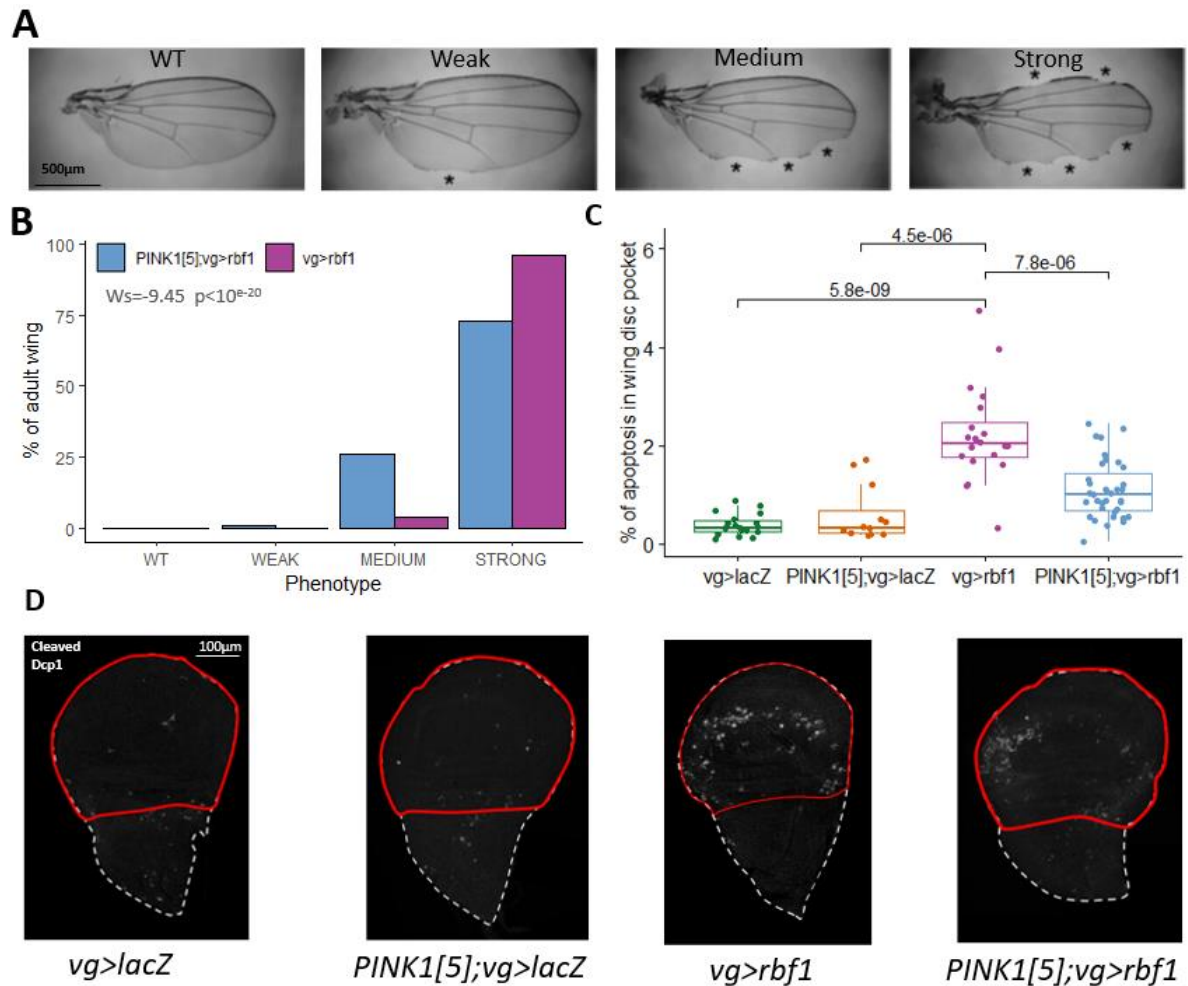 A
WT
Weak
Medium
Strong
500µm
*
* * *
* *
* * *
B
100
75
50
25
0
% of adult wing
PINK1[5];vg>rbf1
vg>rbf1
Ws=-9.45 p<10e-20
WT
WEAK
MEDIUM
STRONG
Phenotype
C
6
4
2
0
% of apoptosis in wing disc pocket
4.5e-06
7.8e-06
5.8e-09
vg>lacZ
PINK1[5];vg>lacZ
vg>rbf1
PINK1[5];vg>rbf1
D
Cleaved
Dcp1
100µm
vg>lacZ
PINK1[5];vg>lacZ
vg>rbf1
PINK1[5];vg>rbf1